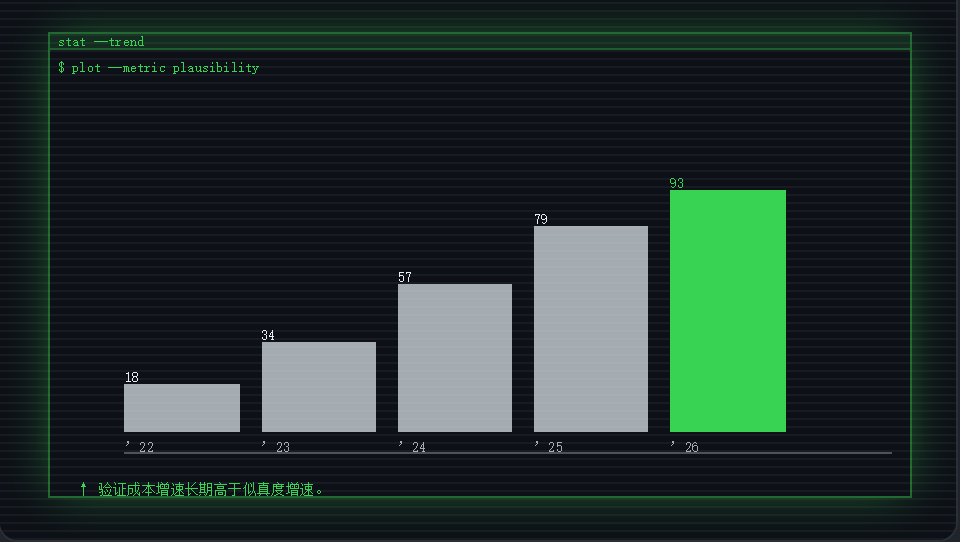 stat —trend
$ plot —metric plausibility
93
79
57
34
18
’22 ’23 ’24 ’25 ’26
↑ 验证成本增速长期高于似真度增速。